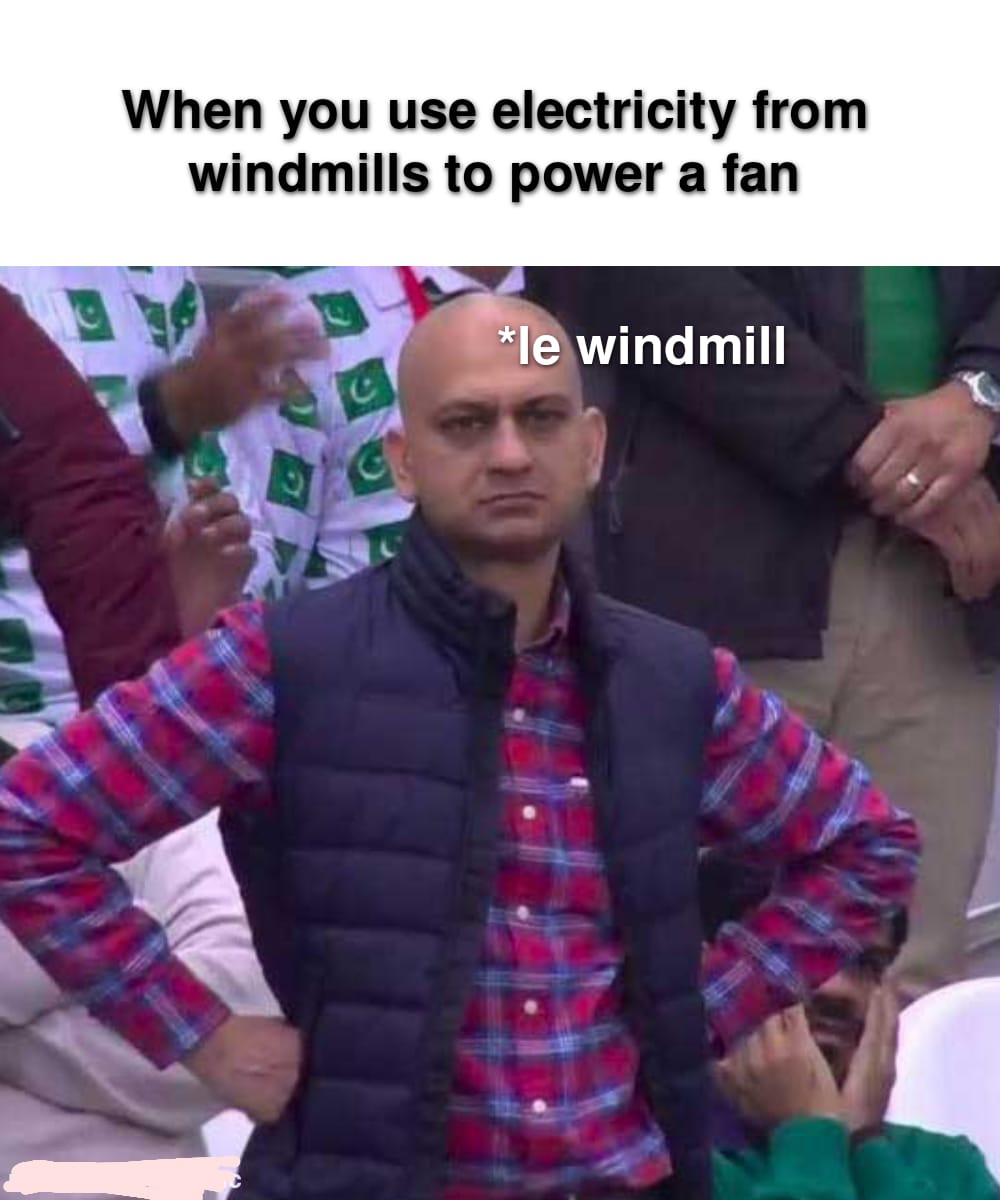 When you use electricity from
windmills to power a fan
*le windmill